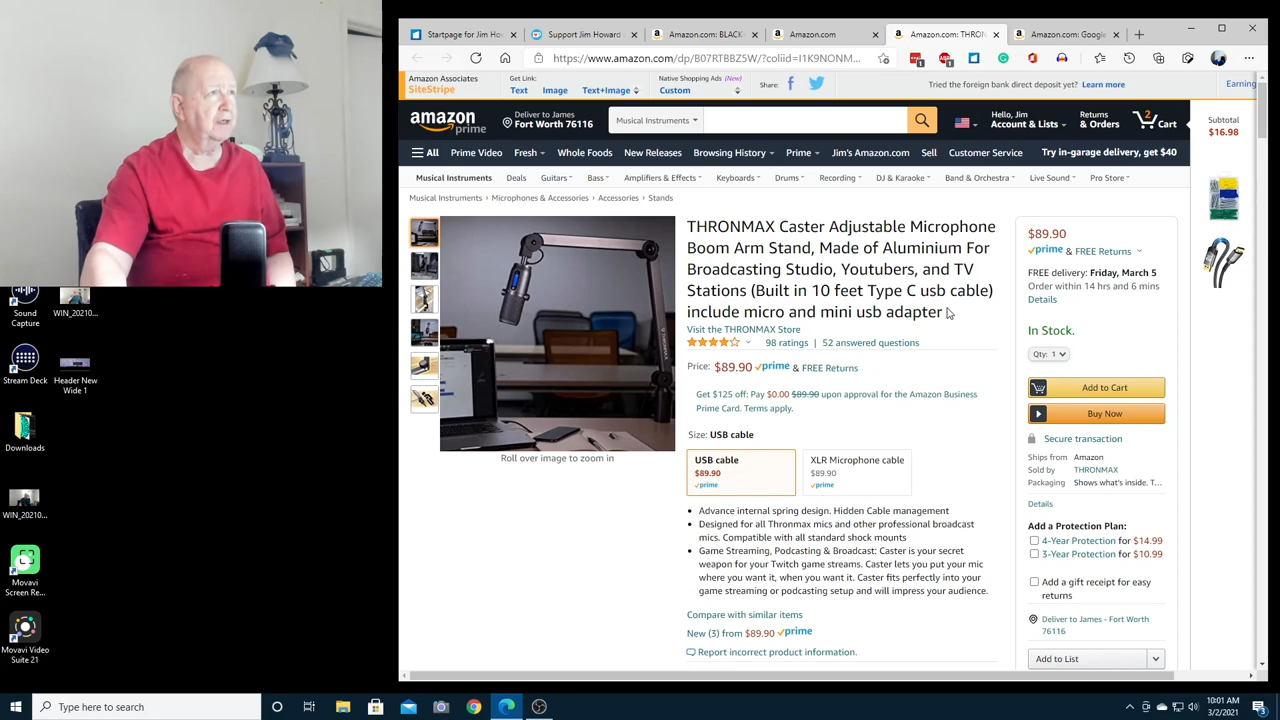 Startpage for Jim Ho
Support Jim Howard
Amazon.com: BLACK
Amazon.com
Amazon.com: THRON
Amazon.com: Google
https://www.amazon.com/dp/B07RTBBZ5W/?coliid=I1K9NONM...
Amazon Associates
SiteStripe
Get Link:
Text
Image
Text+Image
Native Shopping Ads (New)
Custom
Share:
Tried the foreign bank direct deposit yet? Learn more
Earning
amazon
prime
Deliver to James
Fort Worth 76116
Musical Instruments
Hello, Jim
Account & Lists
Returns
& Orders
2
Cart
Subtotal
$16.98
All
Prime Video
Fresh
Whole Foods
New Releases
Browsing History
Prime
Jim's Amazon.com
Sell
Customer Service
Try in-garage delivery, get $40
Musical Instruments
Deals
Guitars
Bass
Amplifiers & Effects
Keyboards
Drums
Recording
DJ & Karaoke
Band & Orchestra
Live Sound
Pro Store
Musical Instruments › Microphones & Accessories › Accessories › Stands
Roll over image to zoom in
THRONMAX Caster Adjustable Microphone
Boom Arm Stand, Made of Aluminium For
Broadcasting Studio, Youtubers, and TV
Stations (Built in 10 feet Type C usb cable)
include micro and mini usb adapter
Visit the THRONMAX Store
98 ratings | 52 answered questions
Price: $89.90 prime & FREE Returns
Get $125 off: Pay $0.00 $89.90 upon approval for the Amazon Business
Prime Card. Terms apply.
Size: USB cable
USB cable
$89.90
prime
XLR Microphone cable
$89.90
prime
• Advance internal spring design. Hidden Cable management
• Designed for all Thronmax mics and other professional broadcast
mics. Compatible with all standard shock mounts
• Game Streaming, Podcasting & Broadcast: Caster is your secret
weapon for your Twitch game streams. Caster lets you put your mic
where you want it, when you want it. Caster fits perfectly into your
game streaming or podcasting setup and will impress your audience.
Compare with similar items
New (3) from $89.90 prime
Report incorrect product information.
$89.90
prime & FREE Returns
FREE delivery: Friday, March 5
Order within 14 hrs and 6 mins
Details
In Stock.
Qty: 1
Add to Cart
Buy Now
Secure transaction
Ships from Amazon
Sold by THRONMAX
Packaging Shows what's inside. T...
Details
Add a Protection Plan:
4-Year Protection for $14.99
3-Year Protection for $10.99
Add a gift receipt for easy
returns
Deliver to James - Fort Worth
76116
Add to List
Sound
Capture
WIN_20210...
Stream Deck
Header New
Wide 1
Downloads
WIN_20210...
Movavi
Screen Re...
Movavi Video
Suite 21
Type here to search
10:01 AM
3/2/2021
3